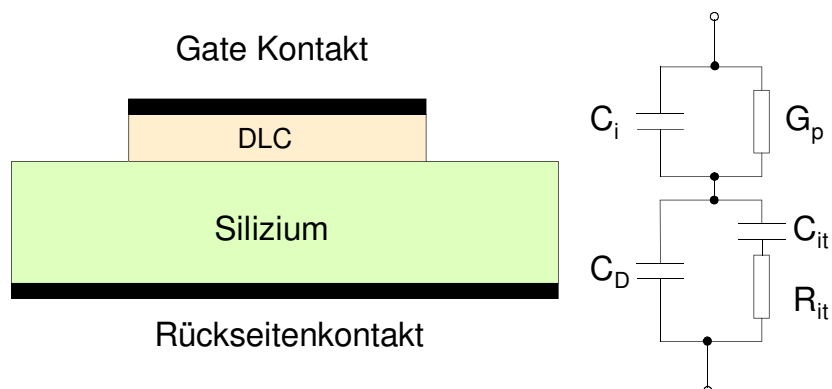 Gate Kontakt
DLC
Silizium
Rückseitenkontakt
C_i
G_p
C_D
C_it
R_it